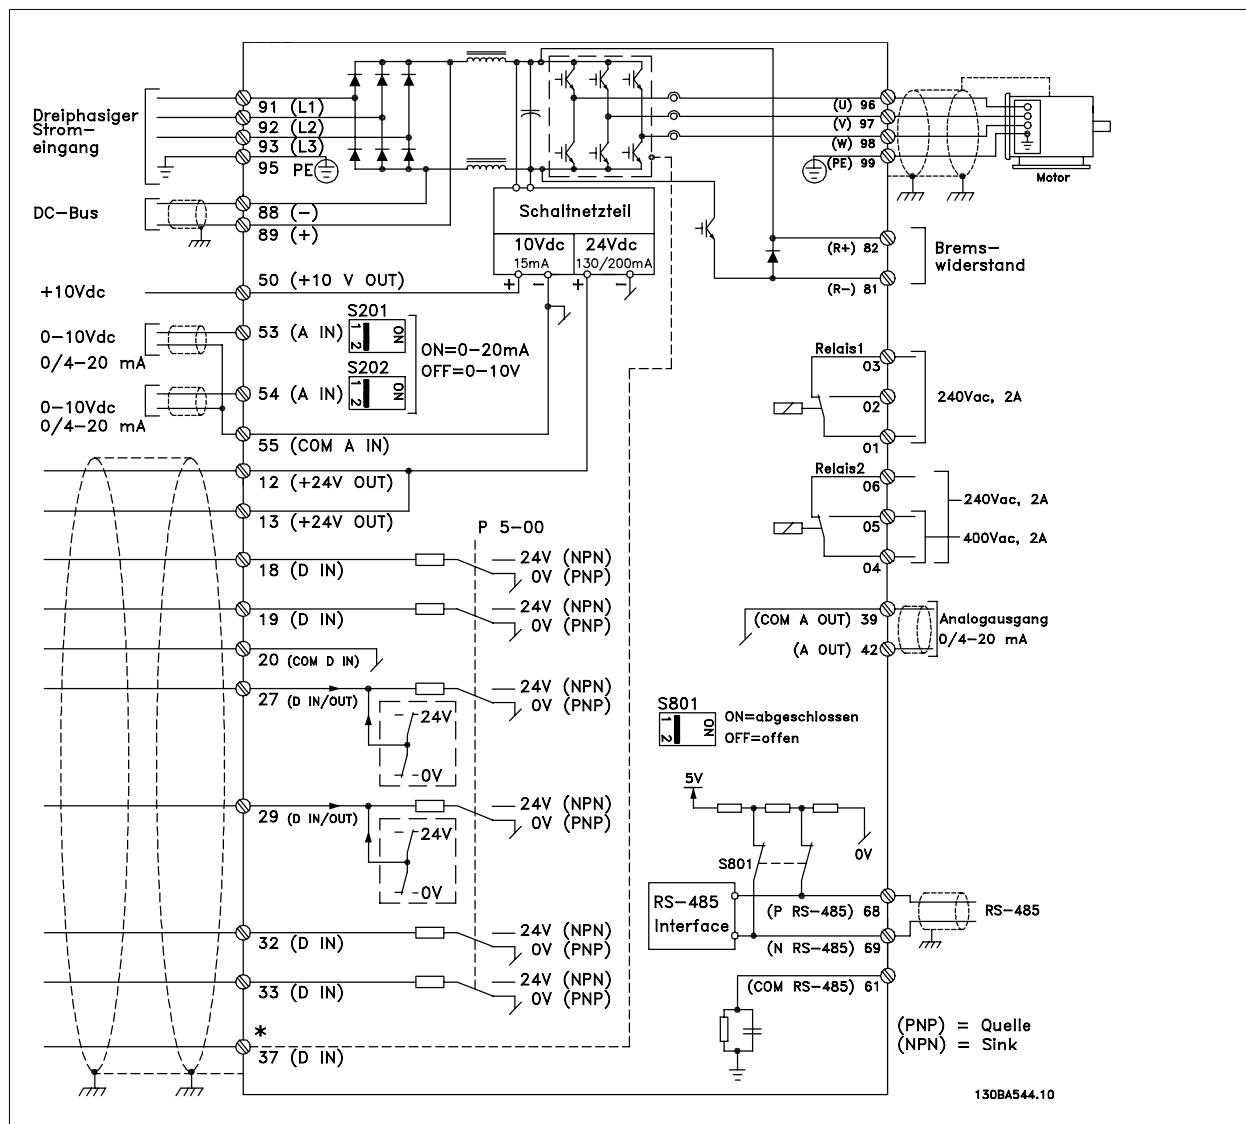 Dreiphasiger
Strom-
eingang
91 (L1)
92 (L2)
93 (L3)
95 PE
DC-Bus
88 (-)
89 (+)
+10Vdc
50 (+10 V OUT)
0-10Vdc
0/4-20 mA
53 (A IN)
S201
1 2
ON
0-10Vdc
0/4-20 mA
54 (A IN)
S202
1 2
ON
ON=0-20mA
OFF=0-10V
55 (COM A IN)
12 (+24V OUT)
13 (+24V OUT)
P 5-00
18 (D IN)
24V (NPN)
0V (PNP)
19 (D IN)
24V (NPN)
0V (PNP)
20 (COM D IN)
27 (D IN/OUT)
24V (NPN)
0V (PNP)
24V
0V
29 (D IN/OUT)
24V (NPN)
0V (PNP)
24V
0V
32 (D IN)
24V (NPN)
0V (PNP)
33 (D IN)
24V (NPN)
0V (PNP)
*
37 (D IN)
Schaltnetzteil
10Vdc
15mA
24Vdc
130/200mA
+ - + -
(U) 96
(V) 97
(W) 98
(PE) 99
Motor
(R+) 82
(R-) 81
Brems-
widerstand
Relais1
03
02
01
240Vac, 2A
Relais2
06
05
04
240Vac, 2A
400Vac, 2A
(COM A OUT) 39
(A OUT) 42
Analogausgang
0/4-20 mA
S801
1 2
ON
ON=abgeschlossen
OFF=offen
5V
0V
S801
RS-485
Interface
(P RS-485) 68
(N RS-485) 69
RS-485
(COM RS-485) 61
(PNP) = Quelle
(NPN) = Sink
130BA544.10